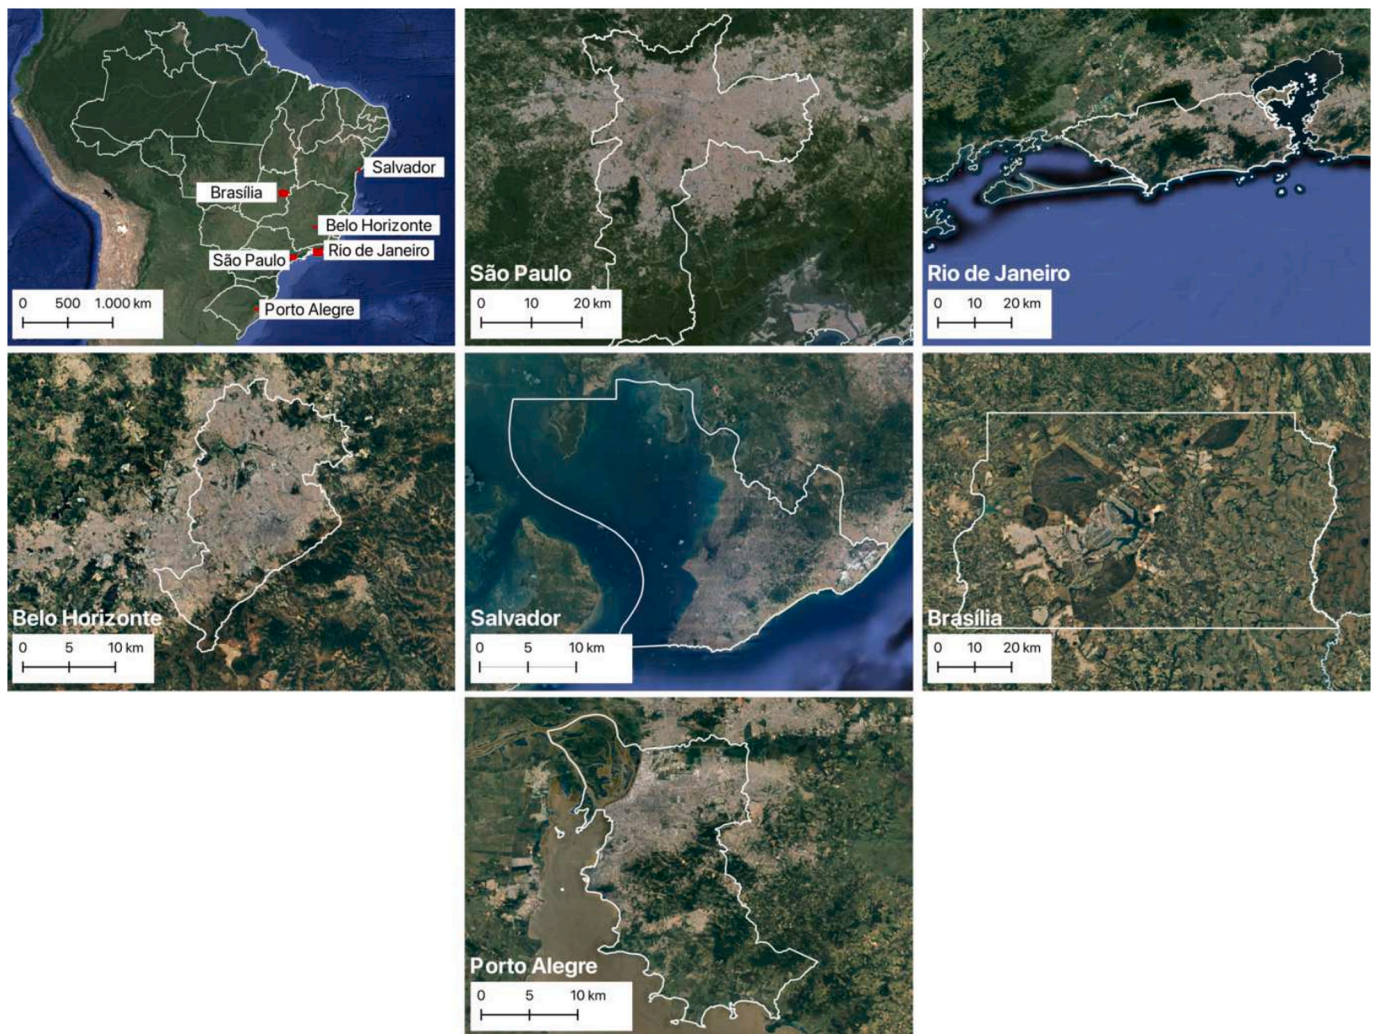 Salvador
Brasília
Belo Horizonte
Rio de Janeiro
São Paulo
Porto Alegre
0 500 1.000 km
São Paulo
0 10 20 km
Rio de Janeiro
0 10 20 km
Belo Horizonte
0 5 10 km
Salvador
0 5 10 km
Brasília
0 10 20 km
Porto Alegre
0 5 10 km